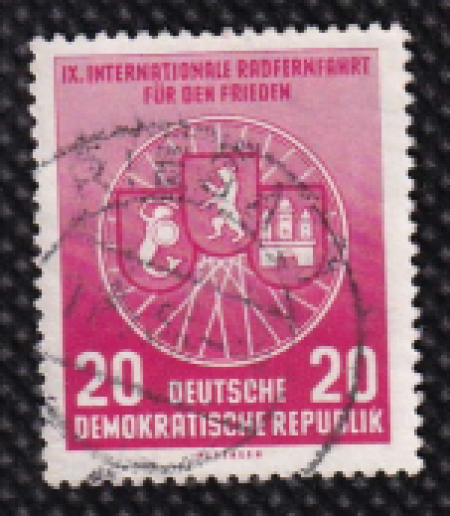 IX. INTERNATIONALE RADFERNFAHRT
FÜR DEN FRIEDEN
20 DEUTSCHE 20
DEMOKRATISCHE REPUBLIK